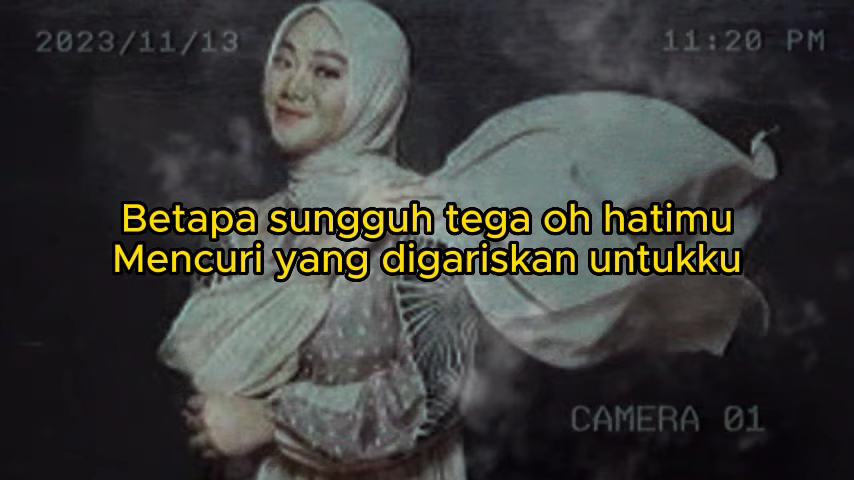 2023/11/13
11:20 PM
Betapa sungguh tega oh hatimu
Mencuri yang digariskan untukku
CAMERA 01